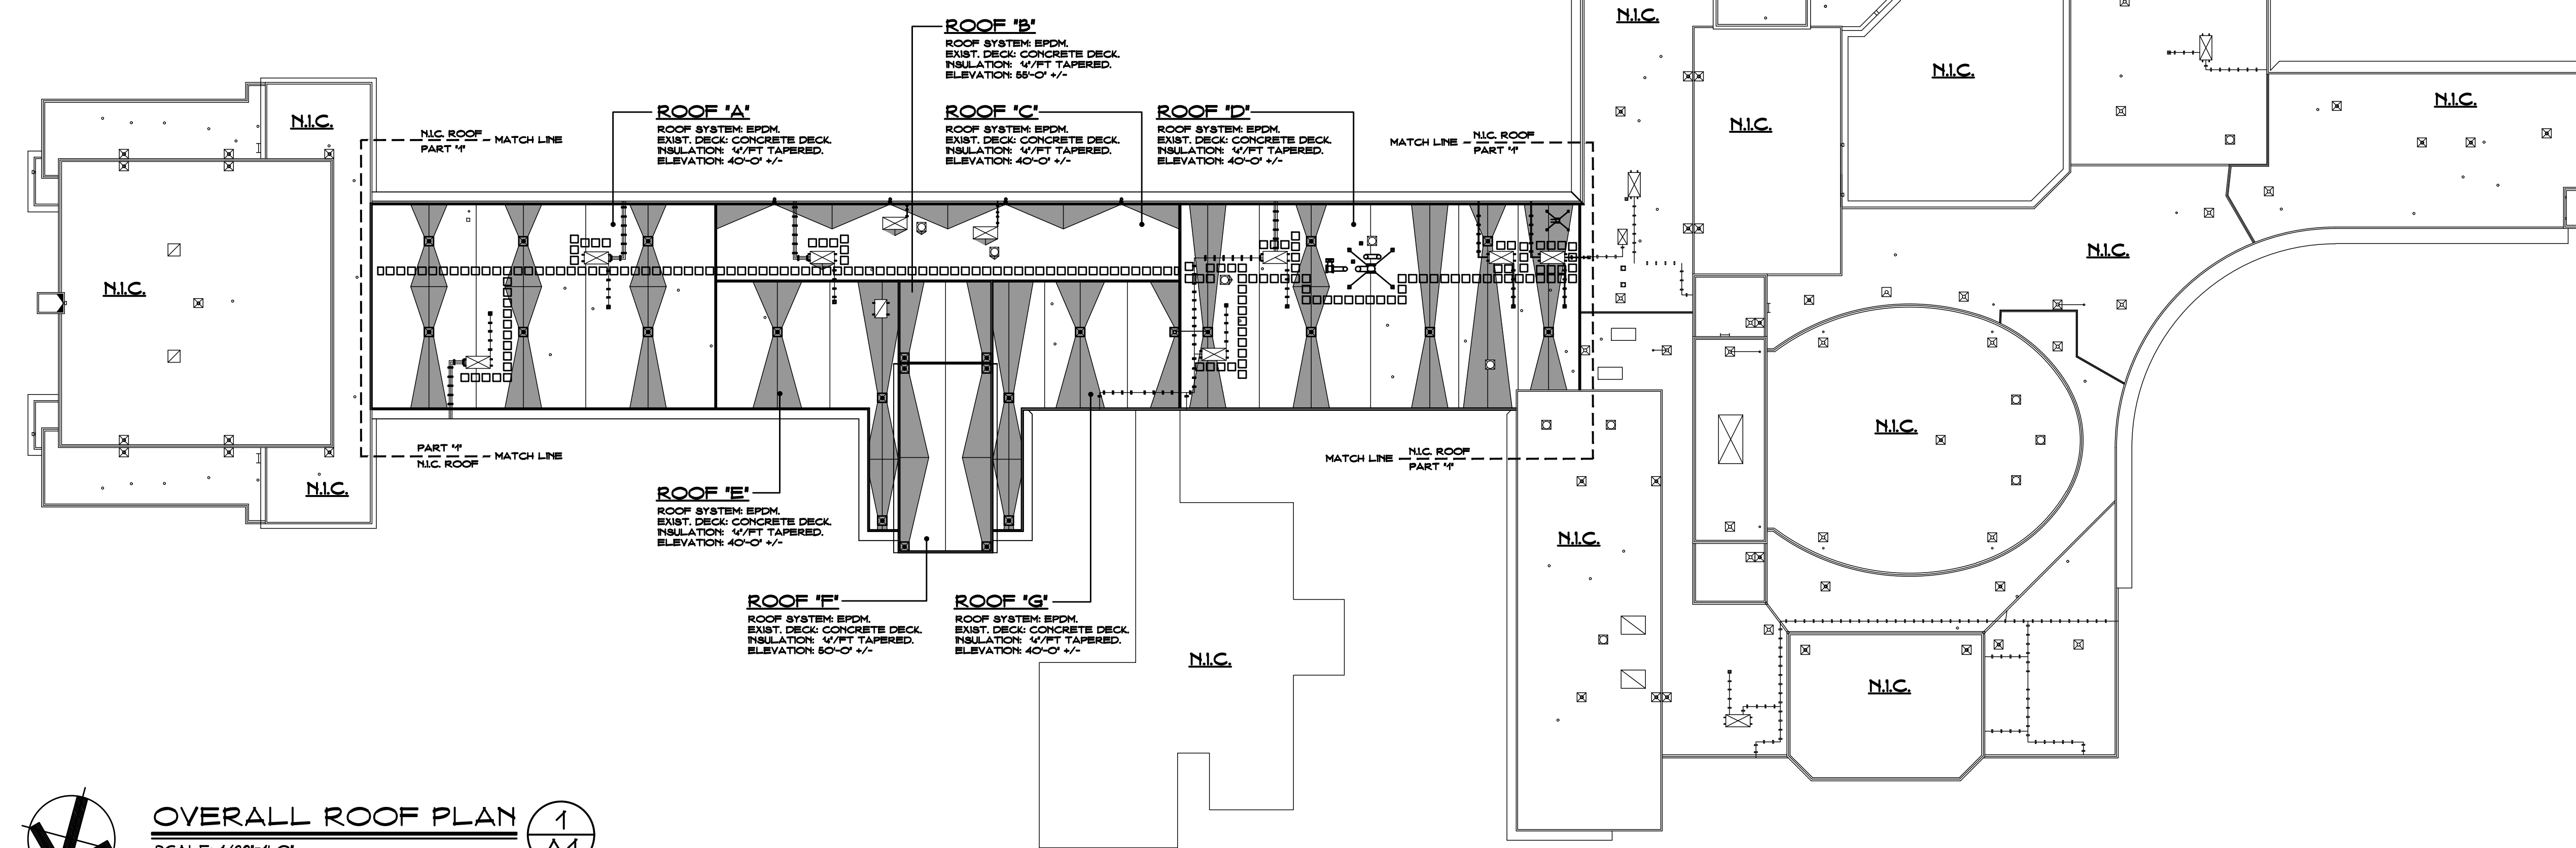 ROOF "B"
ROOF SYSTEM: EPDM.
EXIST. DECK: CONCRETE DECK.
INSULATION: ¼"/FT TAPERED.
ELEVATION: 55'-0" +/-
ROOF "A"
ROOF SYSTEM: EPDM.
EXIST. DECK: CONCRETE DECK.
INSULATION: ¼"/FT TAPERED.
ELEVATION: 40'-0" +/-
ROOF "C"
ROOF SYSTEM: EPDM.
EXIST. DECK: CONCRETE DECK.
INSULATION: ¼"/FT TAPERED.
ELEVATION: 40'-0" +/-
ROOF "D"
ROOF SYSTEM: EPDM.
EXIST. DECK: CONCRETE DECK.
INSULATION: ¼"/FT TAPERED.
ELEVATION: 40'-0" +/-
N.I.C.
N.I.C.
N.I.C.
N.I.C.
N.I.C.
N.I.C. ROOF
MATCH LINE
PART "1"
MATCH LINE
N.I.C. ROOF
PART "1"
N.I.C.
N.I.C.
N.I.C.
PART "1"
MATCH LINE
N.I.C. ROOF
MATCH LINE
N.I.C. ROOF
PART "1"
N.I.C.
N.I.C.
ROOF "E"
ROOF SYSTEM: EPDM.
EXIST. DECK: CONCRETE DECK.
INSULATION: ¼"/FT TAPERED.
ELEVATION: 40'-0" +/-
N.I.C.
ROOF "F"
ROOF SYSTEM: EPDM.
EXIST. DECK: CONCRETE DECK.
INSULATION: ¼"/FT TAPERED.
ELEVATION: 50'-0" +/-
ROOF "G"
ROOF SYSTEM: EPDM.
EXIST. DECK: CONCRETE DECK.
INSULATION: ¼"/FT TAPERED.
ELEVATION: 40'-0" +/-
N.I.C.
N.I.C.
OVERALL ROOF PLAN
1